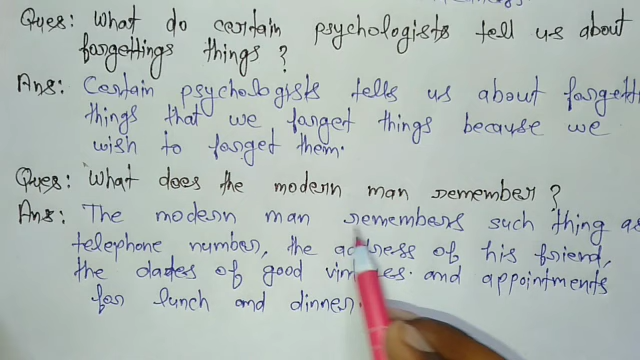 Ques: What do certain psychologists tell us about
forgettings things?
Ans: Certain psychologists tells us about forgett
things that we forget things because we
wish to forget them.
Ques: What does the modern man remember?
Ans: The modern man remembers such thing as
telephone number, the address of his friend,
the dates of good vintages. and appointments
for lunch and dinner.